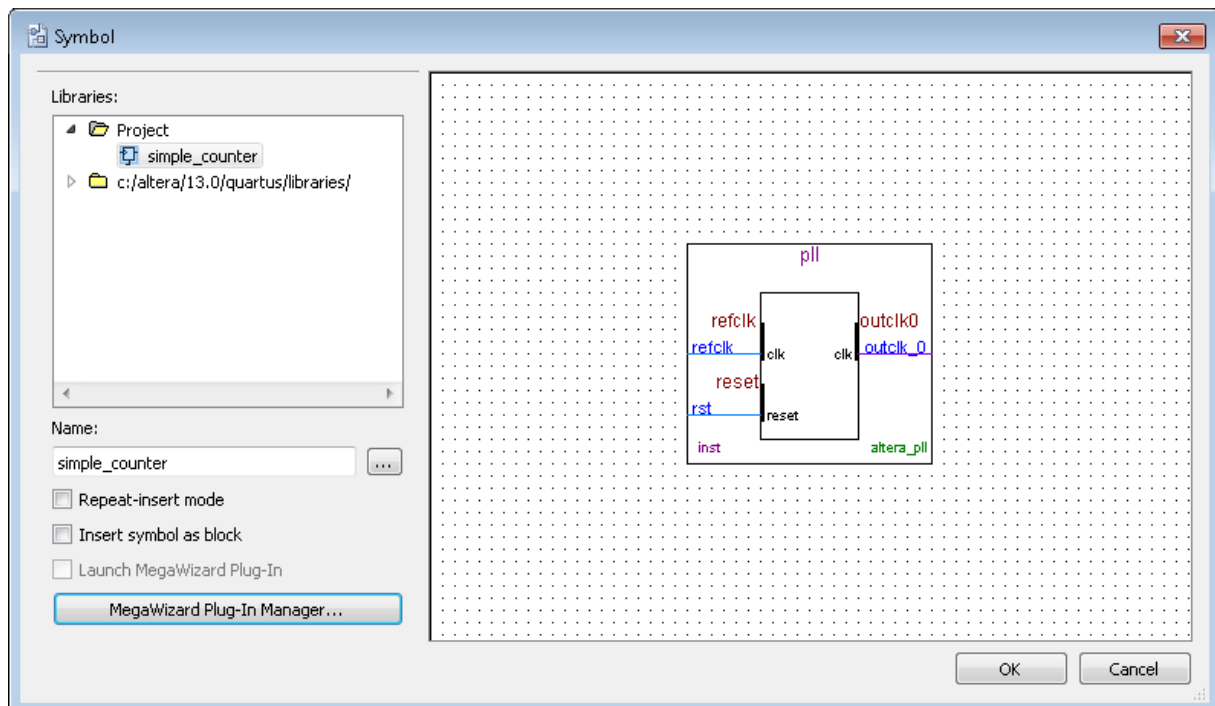 Symbol
Libraries:
Project
simple_counter
c:/altera/13.0/quartus/libraries/
Name:
simple_counter
...
Repeat-insert mode
Insert symbol as block
Launch MegaWizard Plug-In
MegaWizard Plug-In Manager...
pll
refclk outclk0
refclk clk clk outclk_0
reset
rst reset
inst altera_pll
OK Cancel